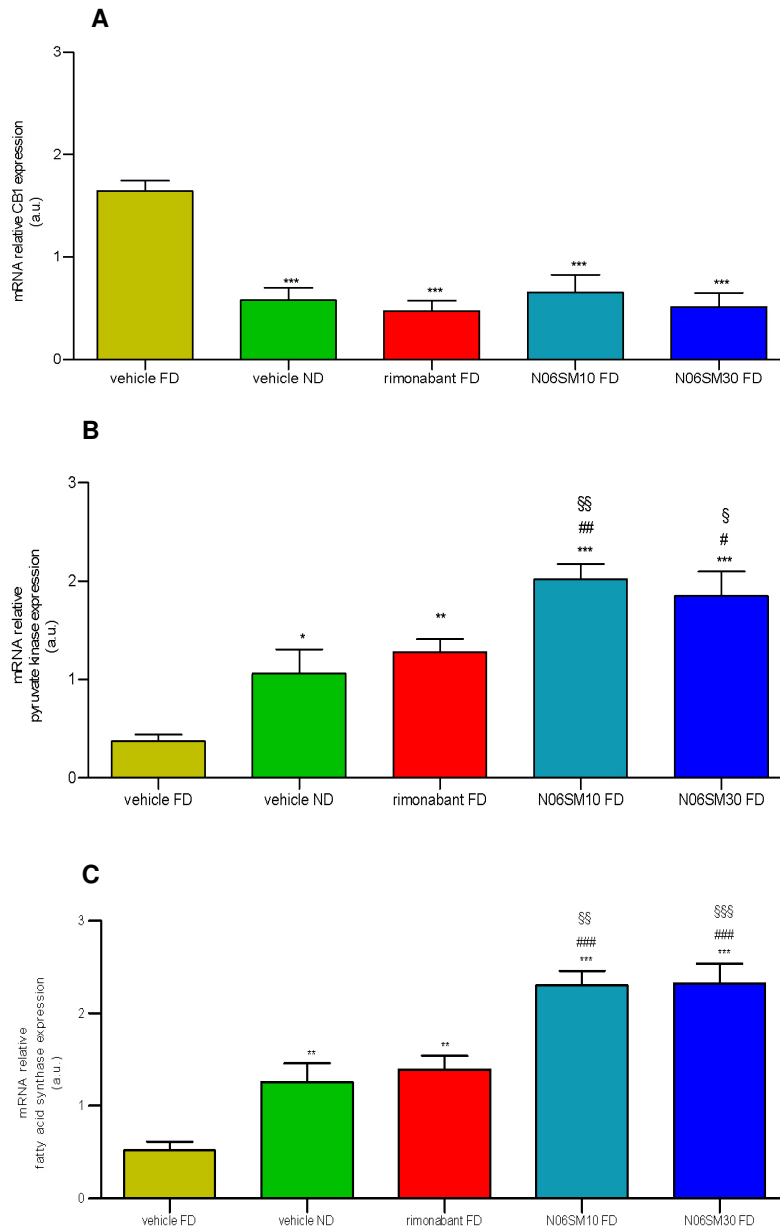 A
3
2
1
0
mRNA relative CB1 expression
(a.u.)
***
***
***
***
vehicle FD
vehicle ND
rimonabant FD
N06SM10 FD
N06SM30 FD
B
3
2
1
0
mRNA relative
pyruvate kinase expression
(a.u.)
*
**
§§
##
***
§
#
***
vehicle FD
vehicle ND
rimonabant FD
N06SM10 FD
N06SM30 FD
C
3
2
1
0
mRNA relative
fatty acid synthase expression
(a.u.)
**
**
§§
###
***
§§§
###
***
vehicle FD
vehicle ND
rimonabant FD
N06SM10 FD
N06SM30 FD